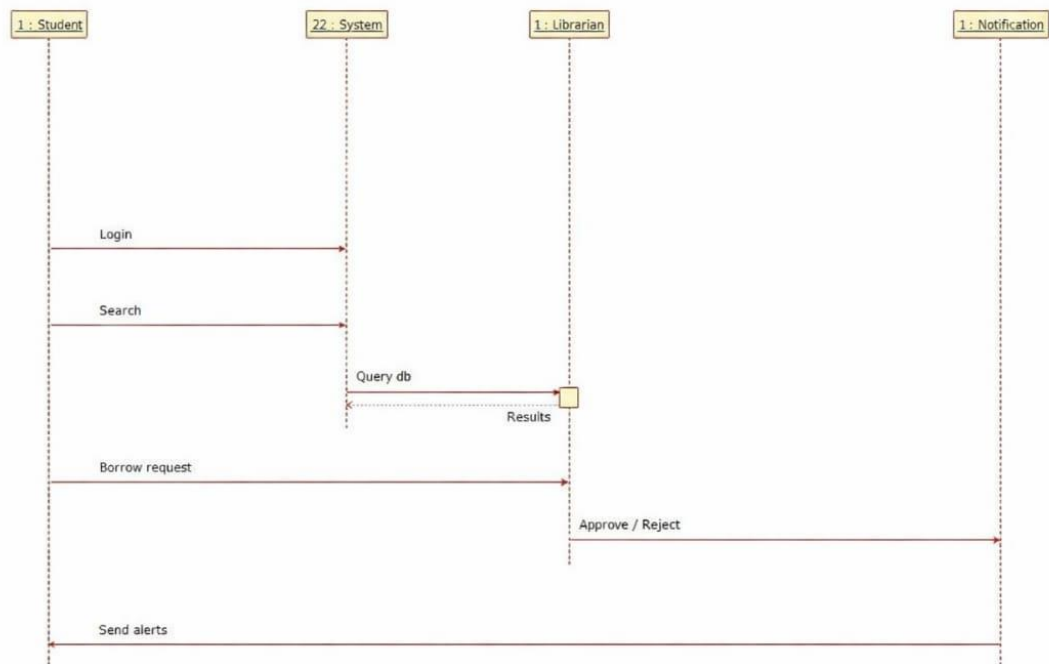 1 : Student
22 : System
1 : Librarian
1 : Notification
Login
Search
Query db
Results
Borrow request
Approve / Reject
Send alerts